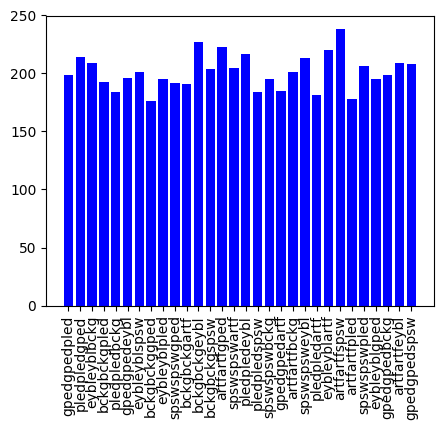 250
200
150
100
50
0
gpedgpedpled
pledpledgped
eybleyblbckg
bckgbckgpled
pledpledbckg
gpedgpedeybl
eybleyblspsw
bckgbckggped
eybleyblpled
spswspswgped
bckgbckgartf
bckgbckgeybl
bckgbckgspsw
artfartfgped
spswspswartf
pledpledeybl
pledpledspsw
spswspswbckg
gpedgpedartf
artfartfbckg
spswspsweybl
pledpledartf
eybleyblartf
artfartfspsw
artfartfpled
spswspswpled
eybleyblgped
gpedgpedbckg
artfartfeybl
gpedgpedspsw